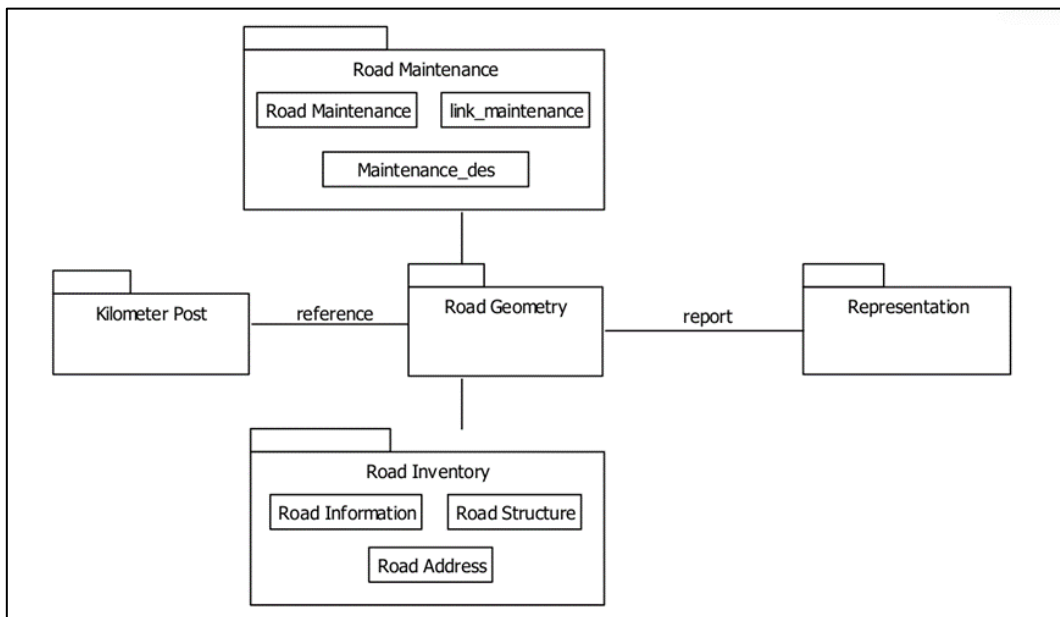 Road Maintenance
Road Maintenance
link_maintenance
Maintenance_des
Kilometer Post
reference
Road Geometry
report
Representation
Road Inventory
Road Information
Road Structure
Road Address